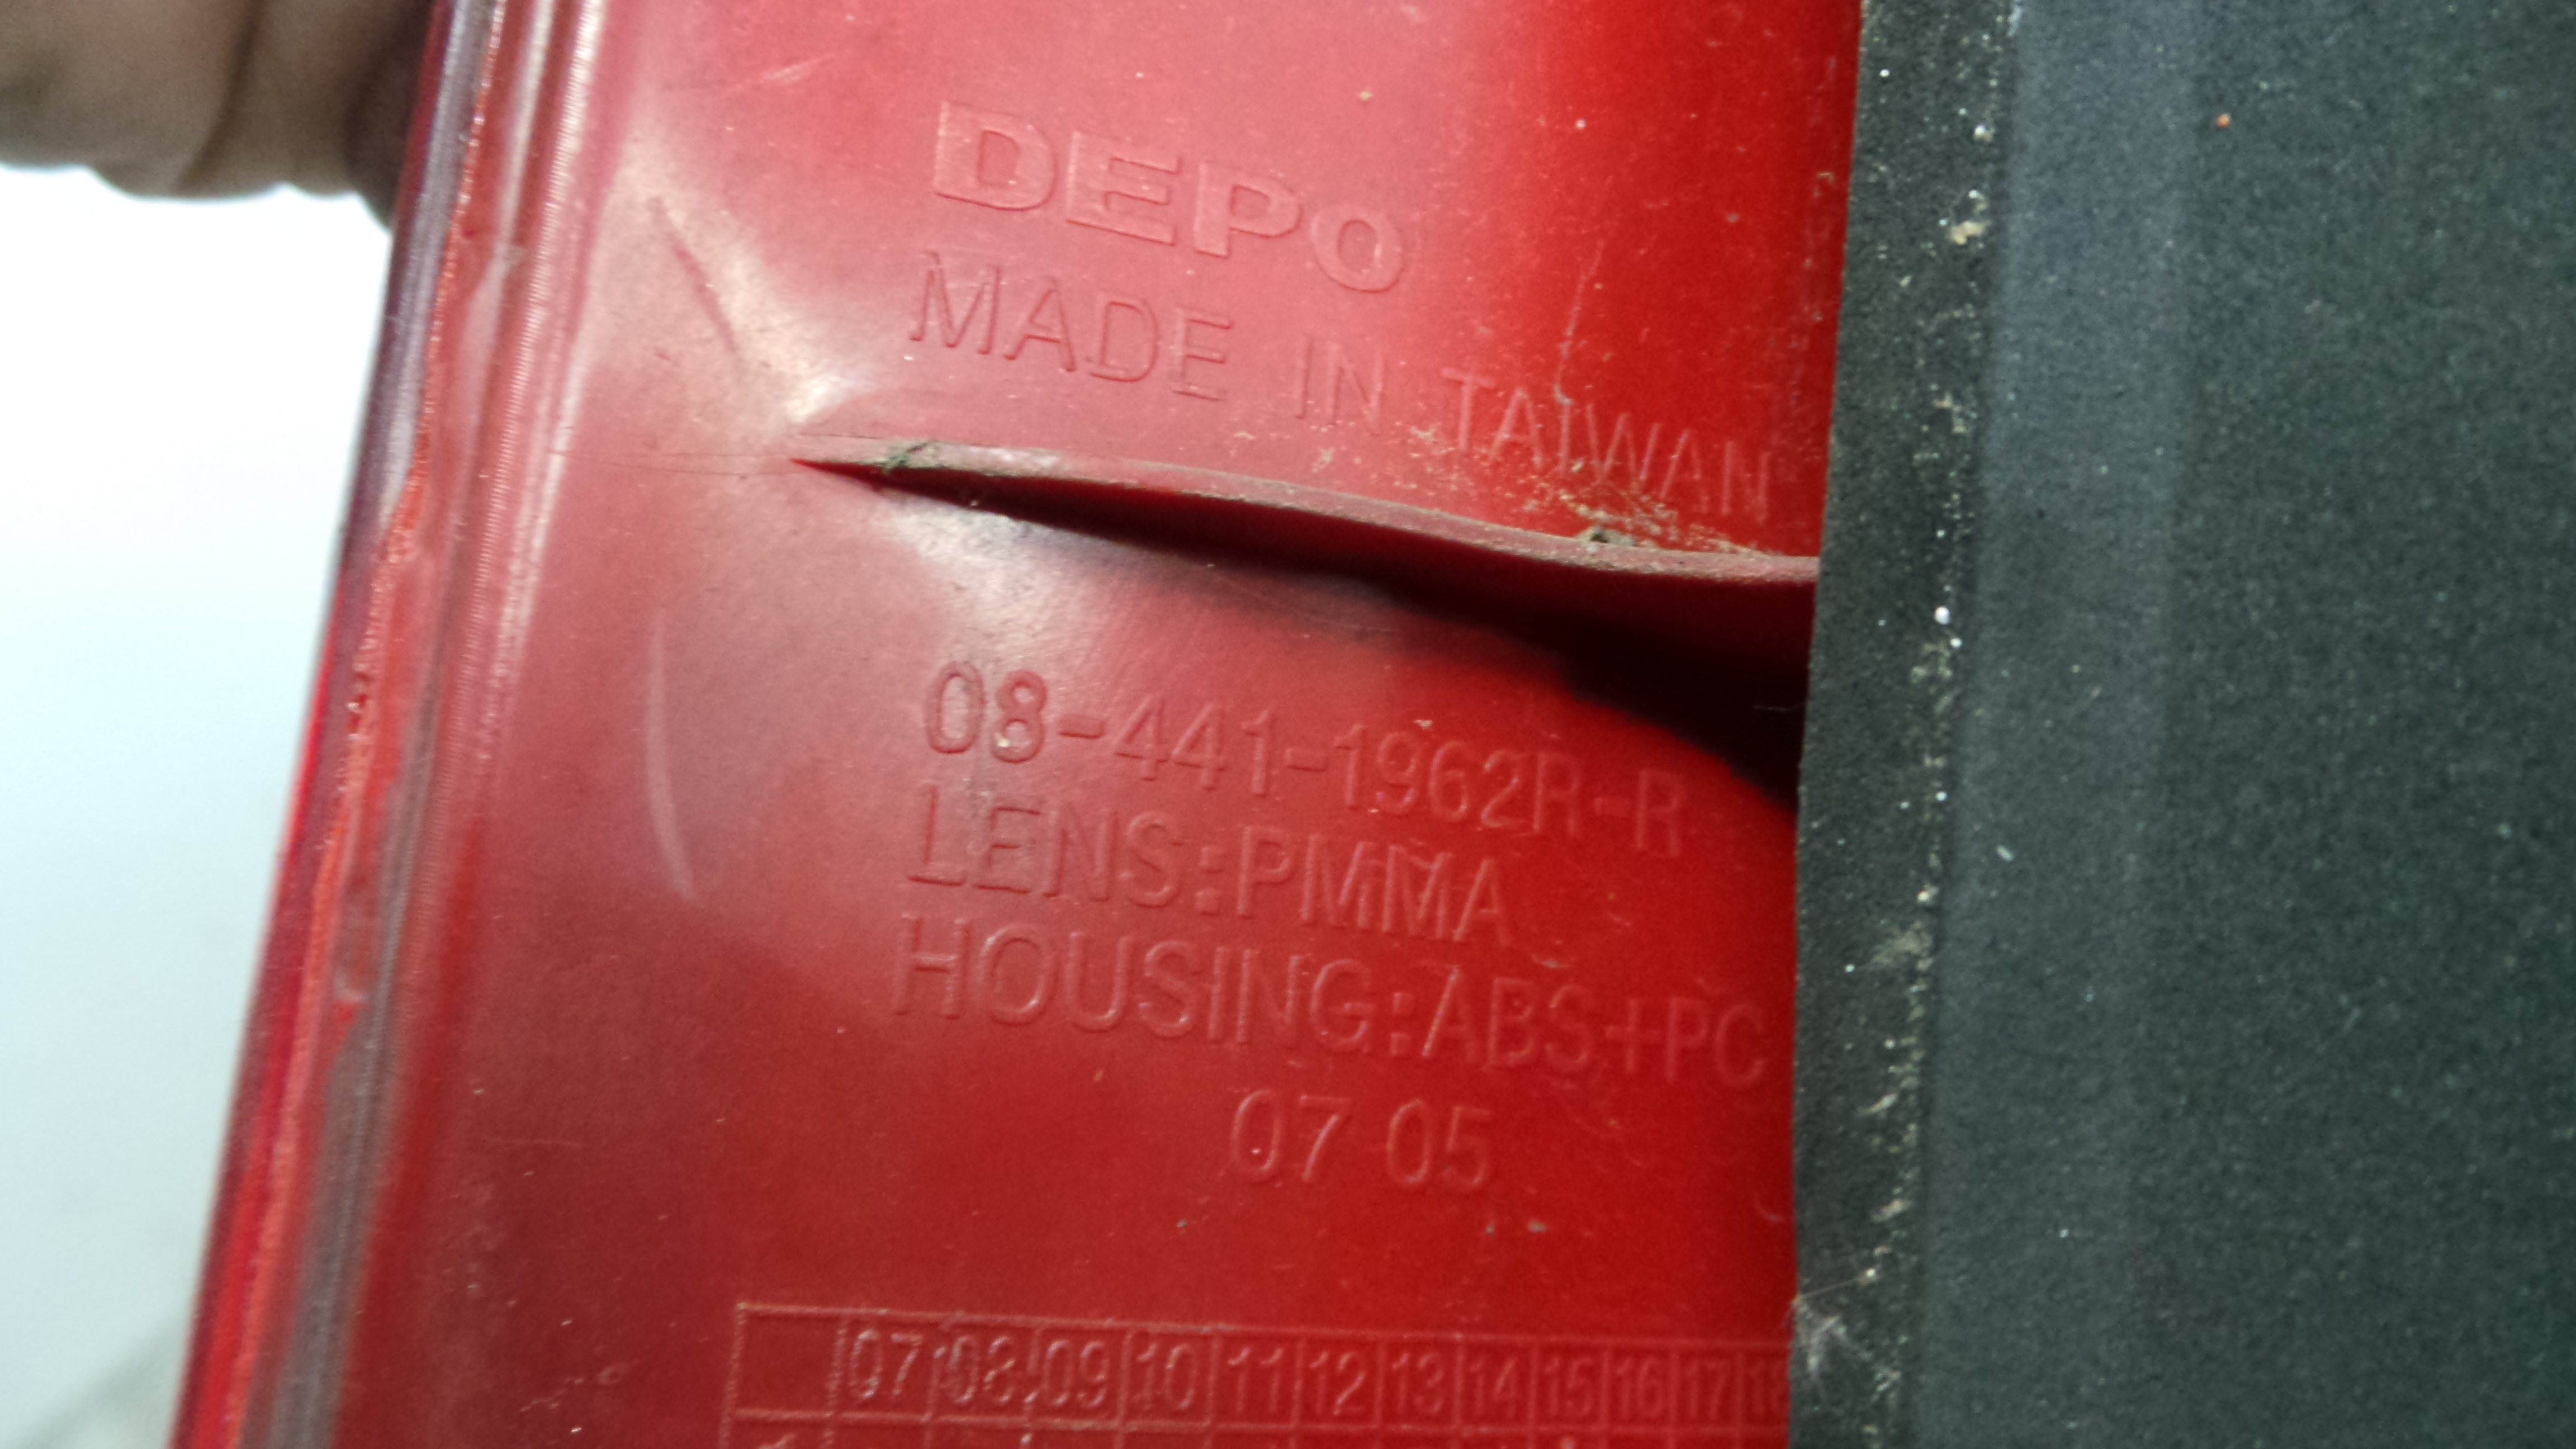 DEPO
MADE IN TAIWAN
08-441-1962R-R
LENS:PMMA
HOUSING:ABS+PC
07 05
07 08 09 10 11 12 13 14 15 16 17 18